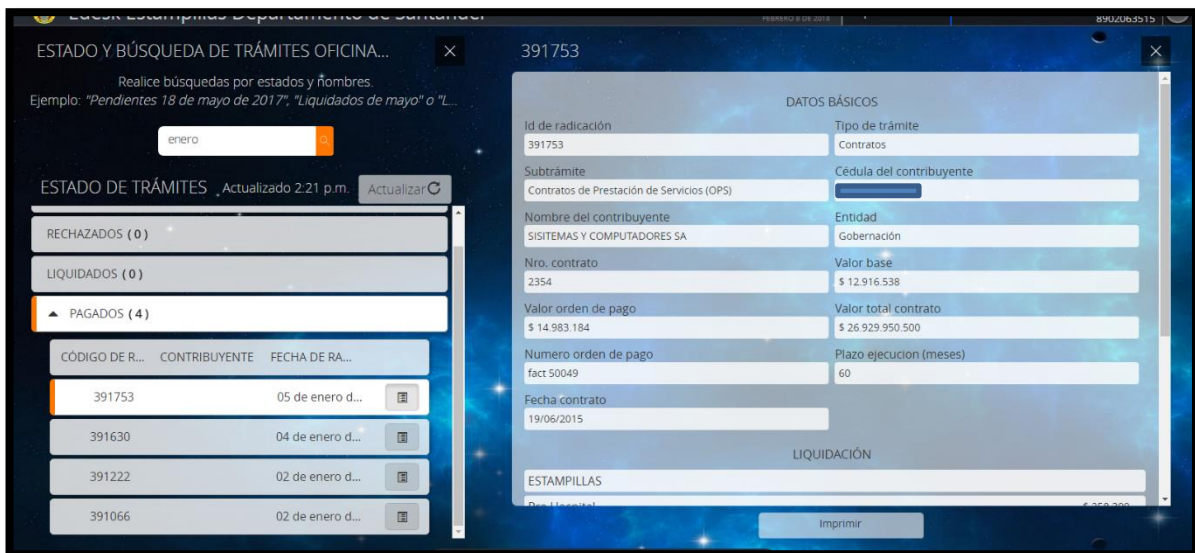 Edesk Estampillas Departamento de Santander
FEBRERO 8 DE 2018
8902063515
ESTADO Y BÚSQUEDA DE TRÁMITES OFICINA...
Realice búsquedas por estados y nombres.
Ejemplo: "Pendientes 18 de mayo de 2017", "Liquidados de mayo" o "L...
enero
ESTADO DE TRÁMITES Actualizado 2:21 p.m. Actualizar
RECHAZADOS (0)
LIQUIDADOS (0)
PAGADOS (4)
CÓDIGO DE R... CONTRIBUYENTE FECHA DE RA...
391753 05 de enero d...
391630 04 de enero d...
391222 02 de enero d...
391066 02 de enero d...
391753
DATOS BÁSICOS
Id de radicación Tipo de trámite
391753 Contratos
Subtrámite Cédula del contribuyente
Contratos de Prestación de Servicios (OPS)
Nombre del contribuyente Entidad
SISITEMAS Y COMPUTADORES SA Gobernación
Nro. contrato Valor base
2354 $ 12.916.538
Valor orden de pago Valor total contrato
$ 14.983.184 $ 26.929.950.500
Numero orden de pago Plazo ejecucion (meses)
fact 50049 60
Fecha contrato
19/06/2015
LIQUIDACIÓN
ESTAMPILLAS
Pro Hospital
Imprimir